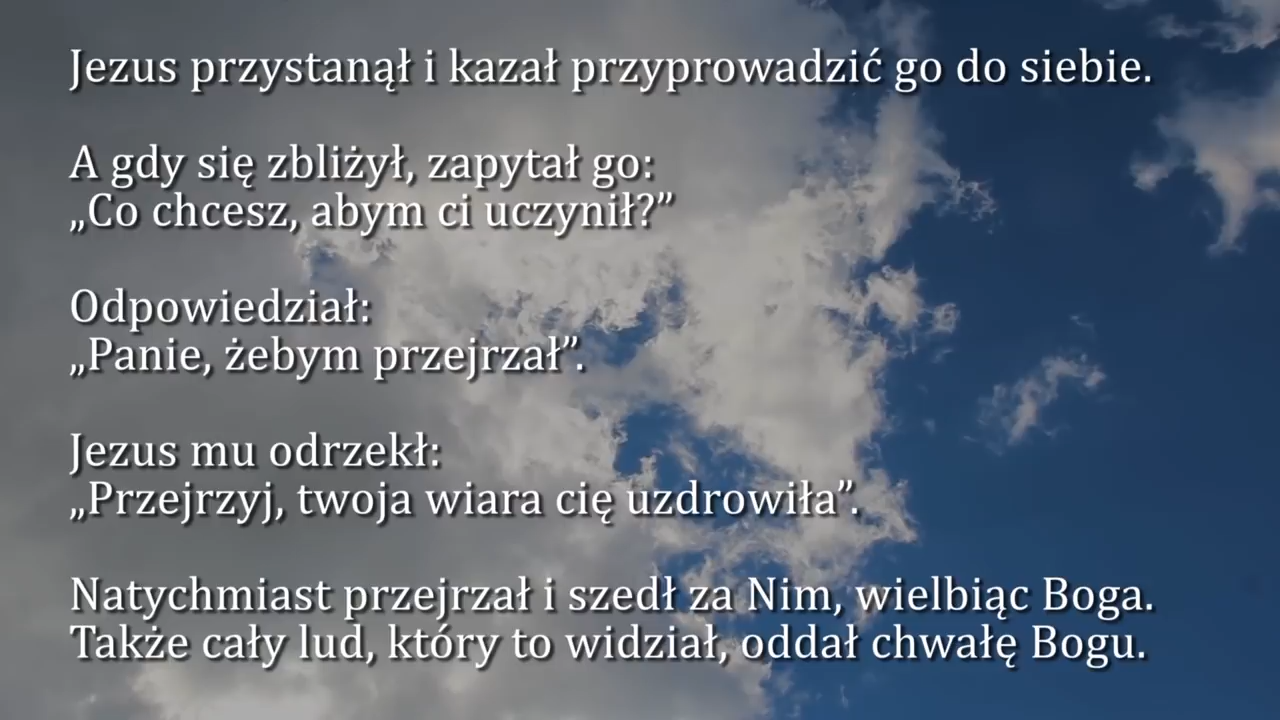 Jezus przystanął i kazał przyprowadzić go do siebie.
A gdy się zbliżył, zapytał go:
„Co chcesz, abym ci uczynił?”
Odpowiedział:
„Panie, żebym przejrzał”.
Jezus mu odrzekł:
„Przejrzyj, twoja wiara cię uzdrowiła”.
Natychmiast przejrzał i szedł za Nim, wielbiąc Boga.
Także cały lud, który to widział, oddał chwałę Bogu.